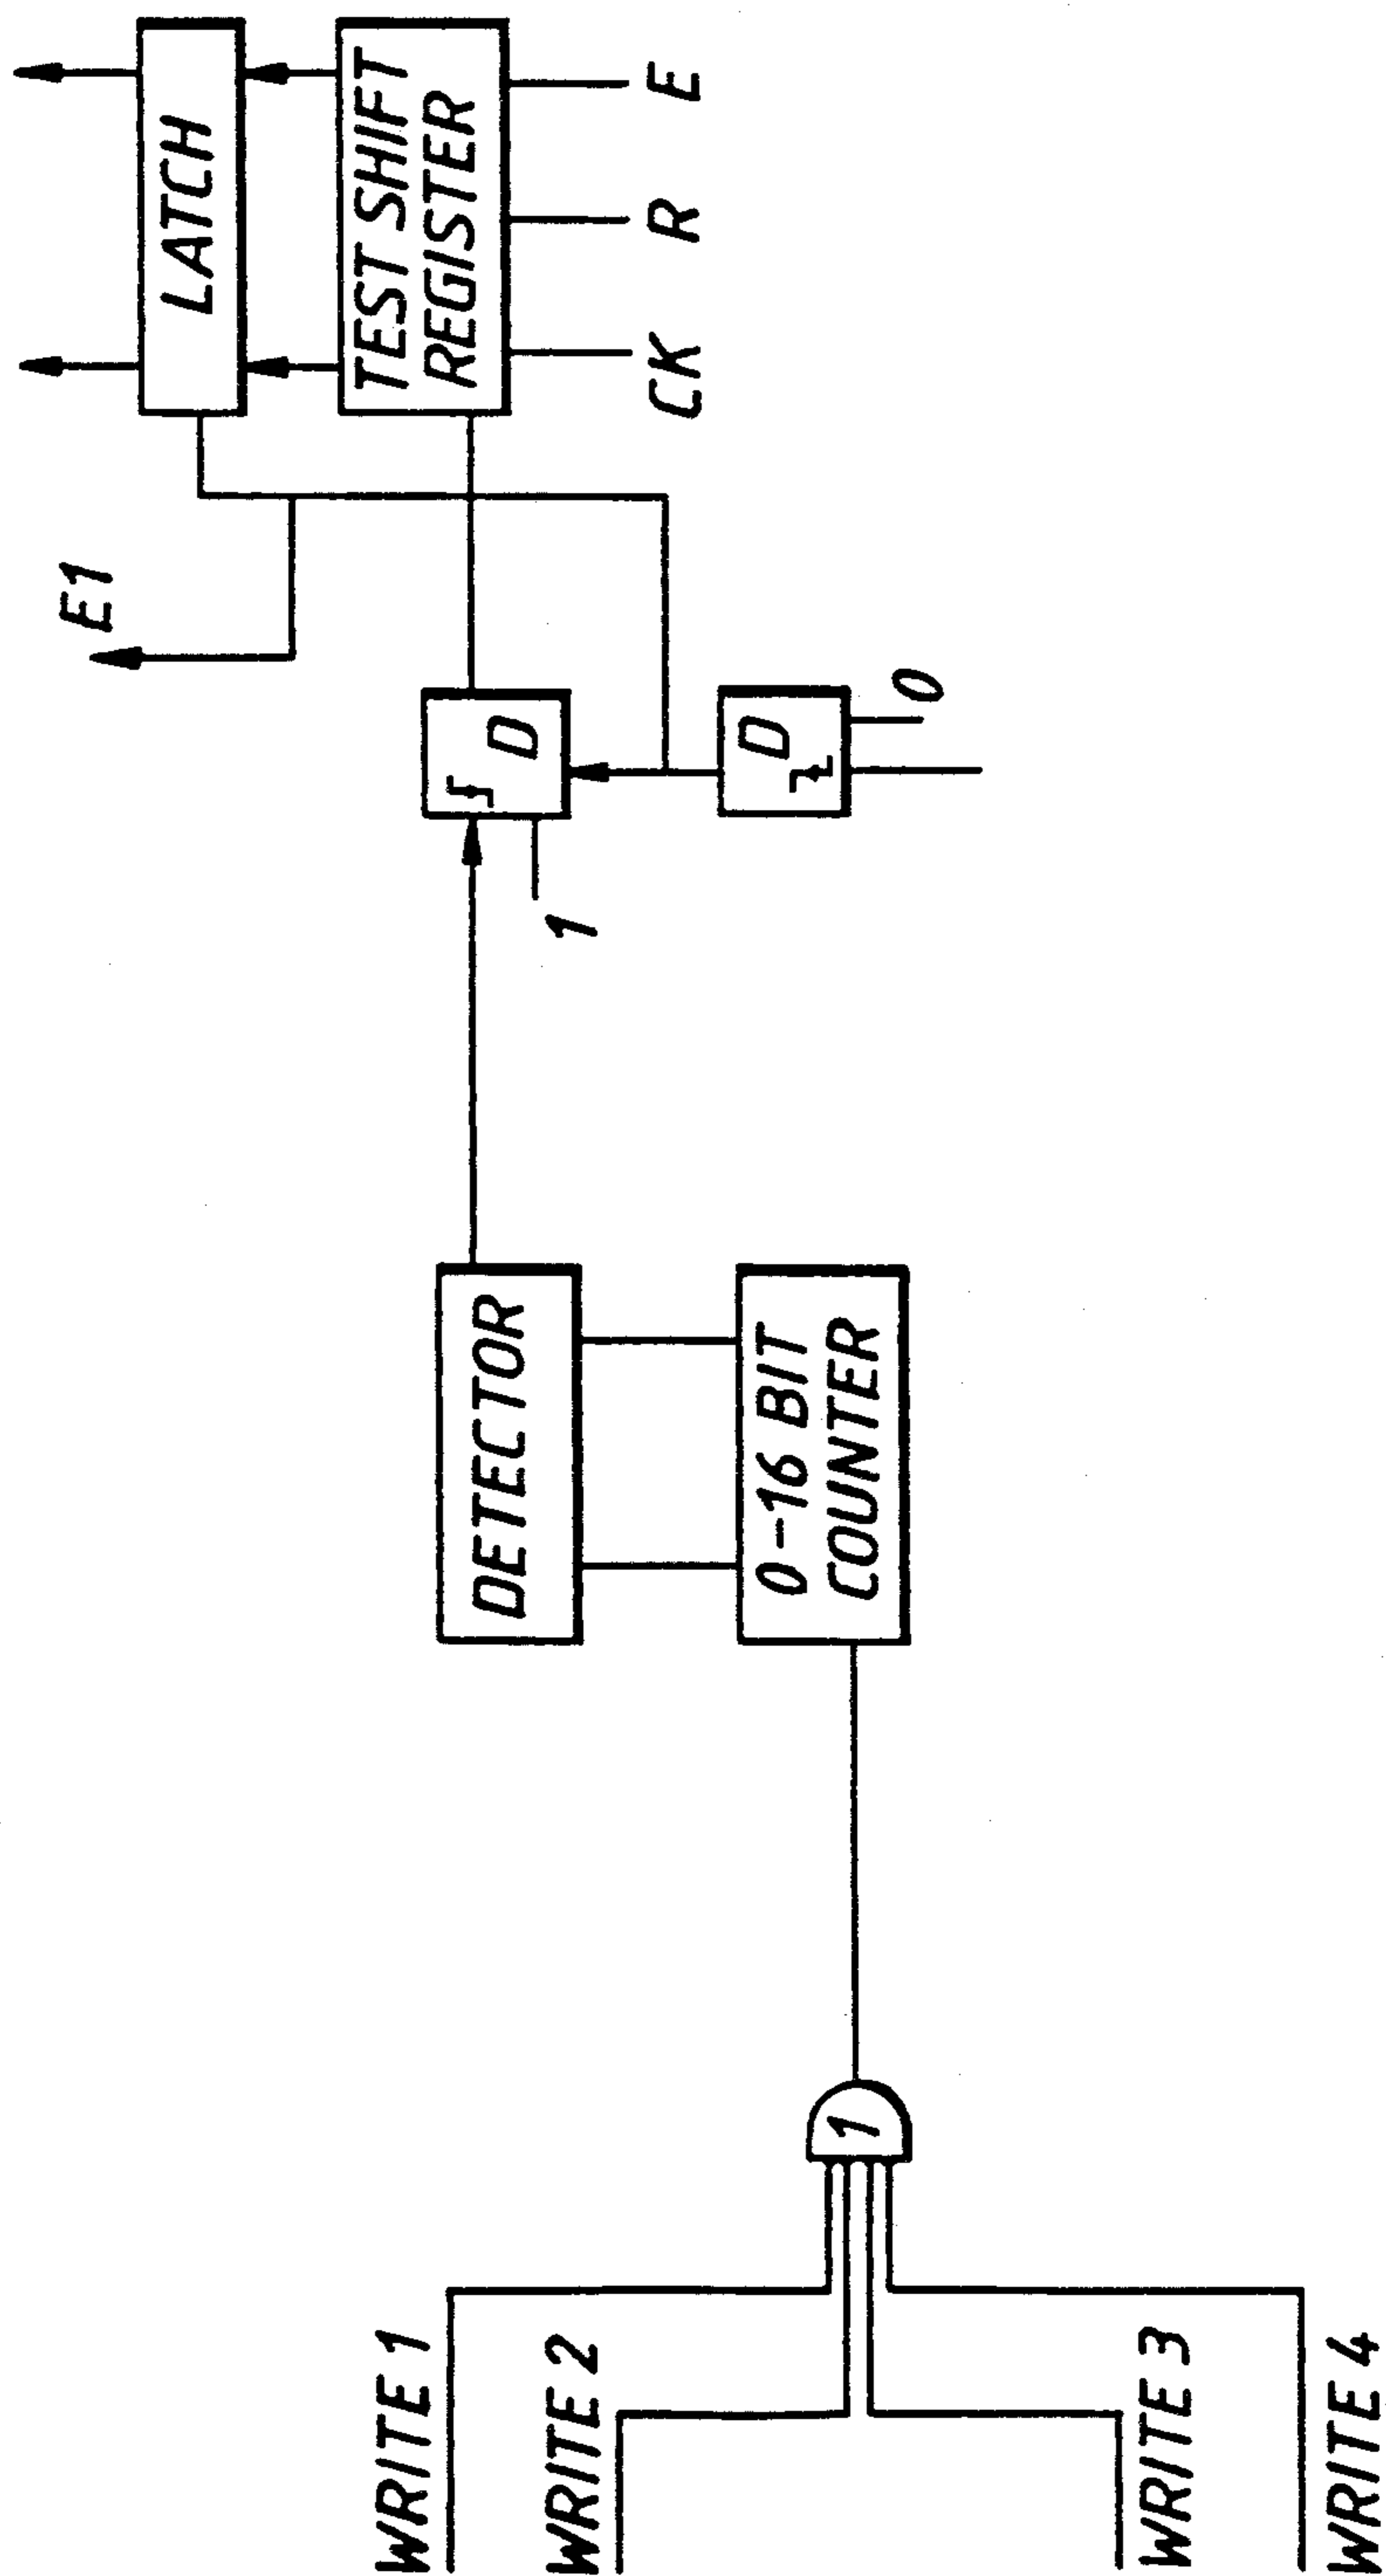 WRITE 1
WRITE 2
WRITE 3
WRITE 4
1
DETECTOR
0-16 BIT
COUNTER
1
D
D
0
E1
LATCH
TEST SHIFT
REGISTER
CK
R
E